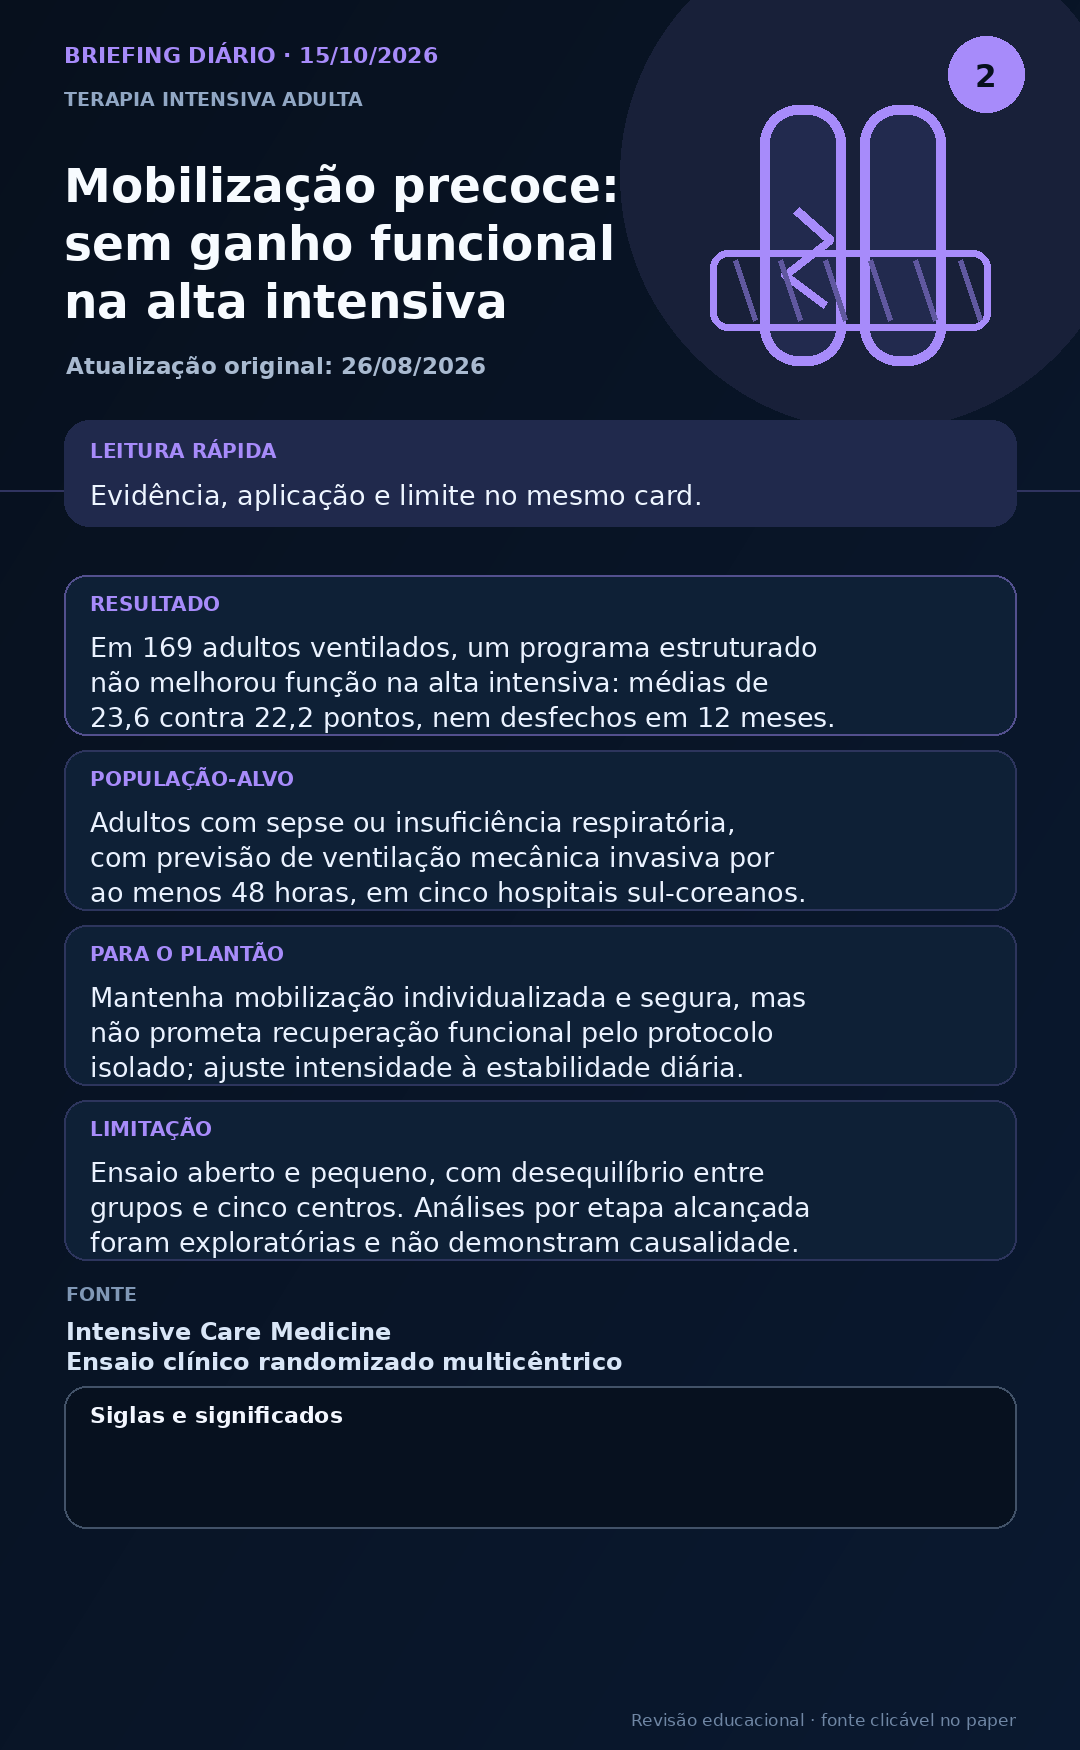 BRIEFING DIÁRIO · 15/10/2026
TERAPIA INTENSIVA ADULTA
2
Mobilização precoce:
sem ganho funcional
na alta intensiva
Atualização original: 26/08/2026
LEITURA RÁPIDA
Evidência, aplicação e limite no mesmo card.
RESULTADO
Em 169 adultos ventilados, um programa estruturado
não melhorou função na alta intensiva: médias de
23,6 contra 22,2 pontos, nem desfechos em 12 meses.
POPULAÇÃO-ALVO
Adultos com sepse ou insuficiência respiratória,
com previsão de ventilação mecânica invasiva por
ao menos 48 horas, em cinco hospitais sul-coreanos.
PARA O PLANTÃO
Mantenha mobilização individualizada e segura, mas
não prometa recuperação funcional pelo protocolo
isolado; ajuste intensidade à estabilidade diária.
LIMITAÇÃO
Ensaio aberto e pequeno, com desequilíbrio entre
grupos e cinco centros. Análises por etapa alcançada
foram exploratórias e não demonstram causalidade.
FONTE
Intensive Care Medicine
Ensaio clínico randomizado multicêntrico
Siglas e significados
Revisão educacional · fonte clicável no paper